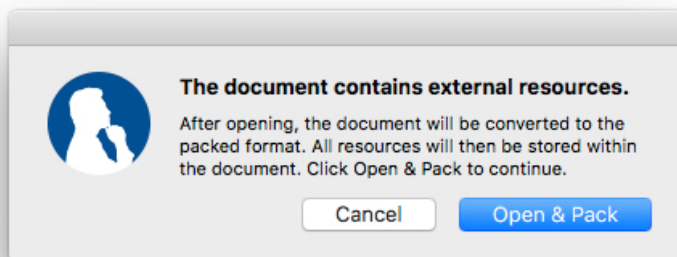 The document contains external resources.
After opening, the document will be converted to the
packed format. All resources will then be stored within
the document. Click Open & Pack to continue.
Cancel
Open & Pack